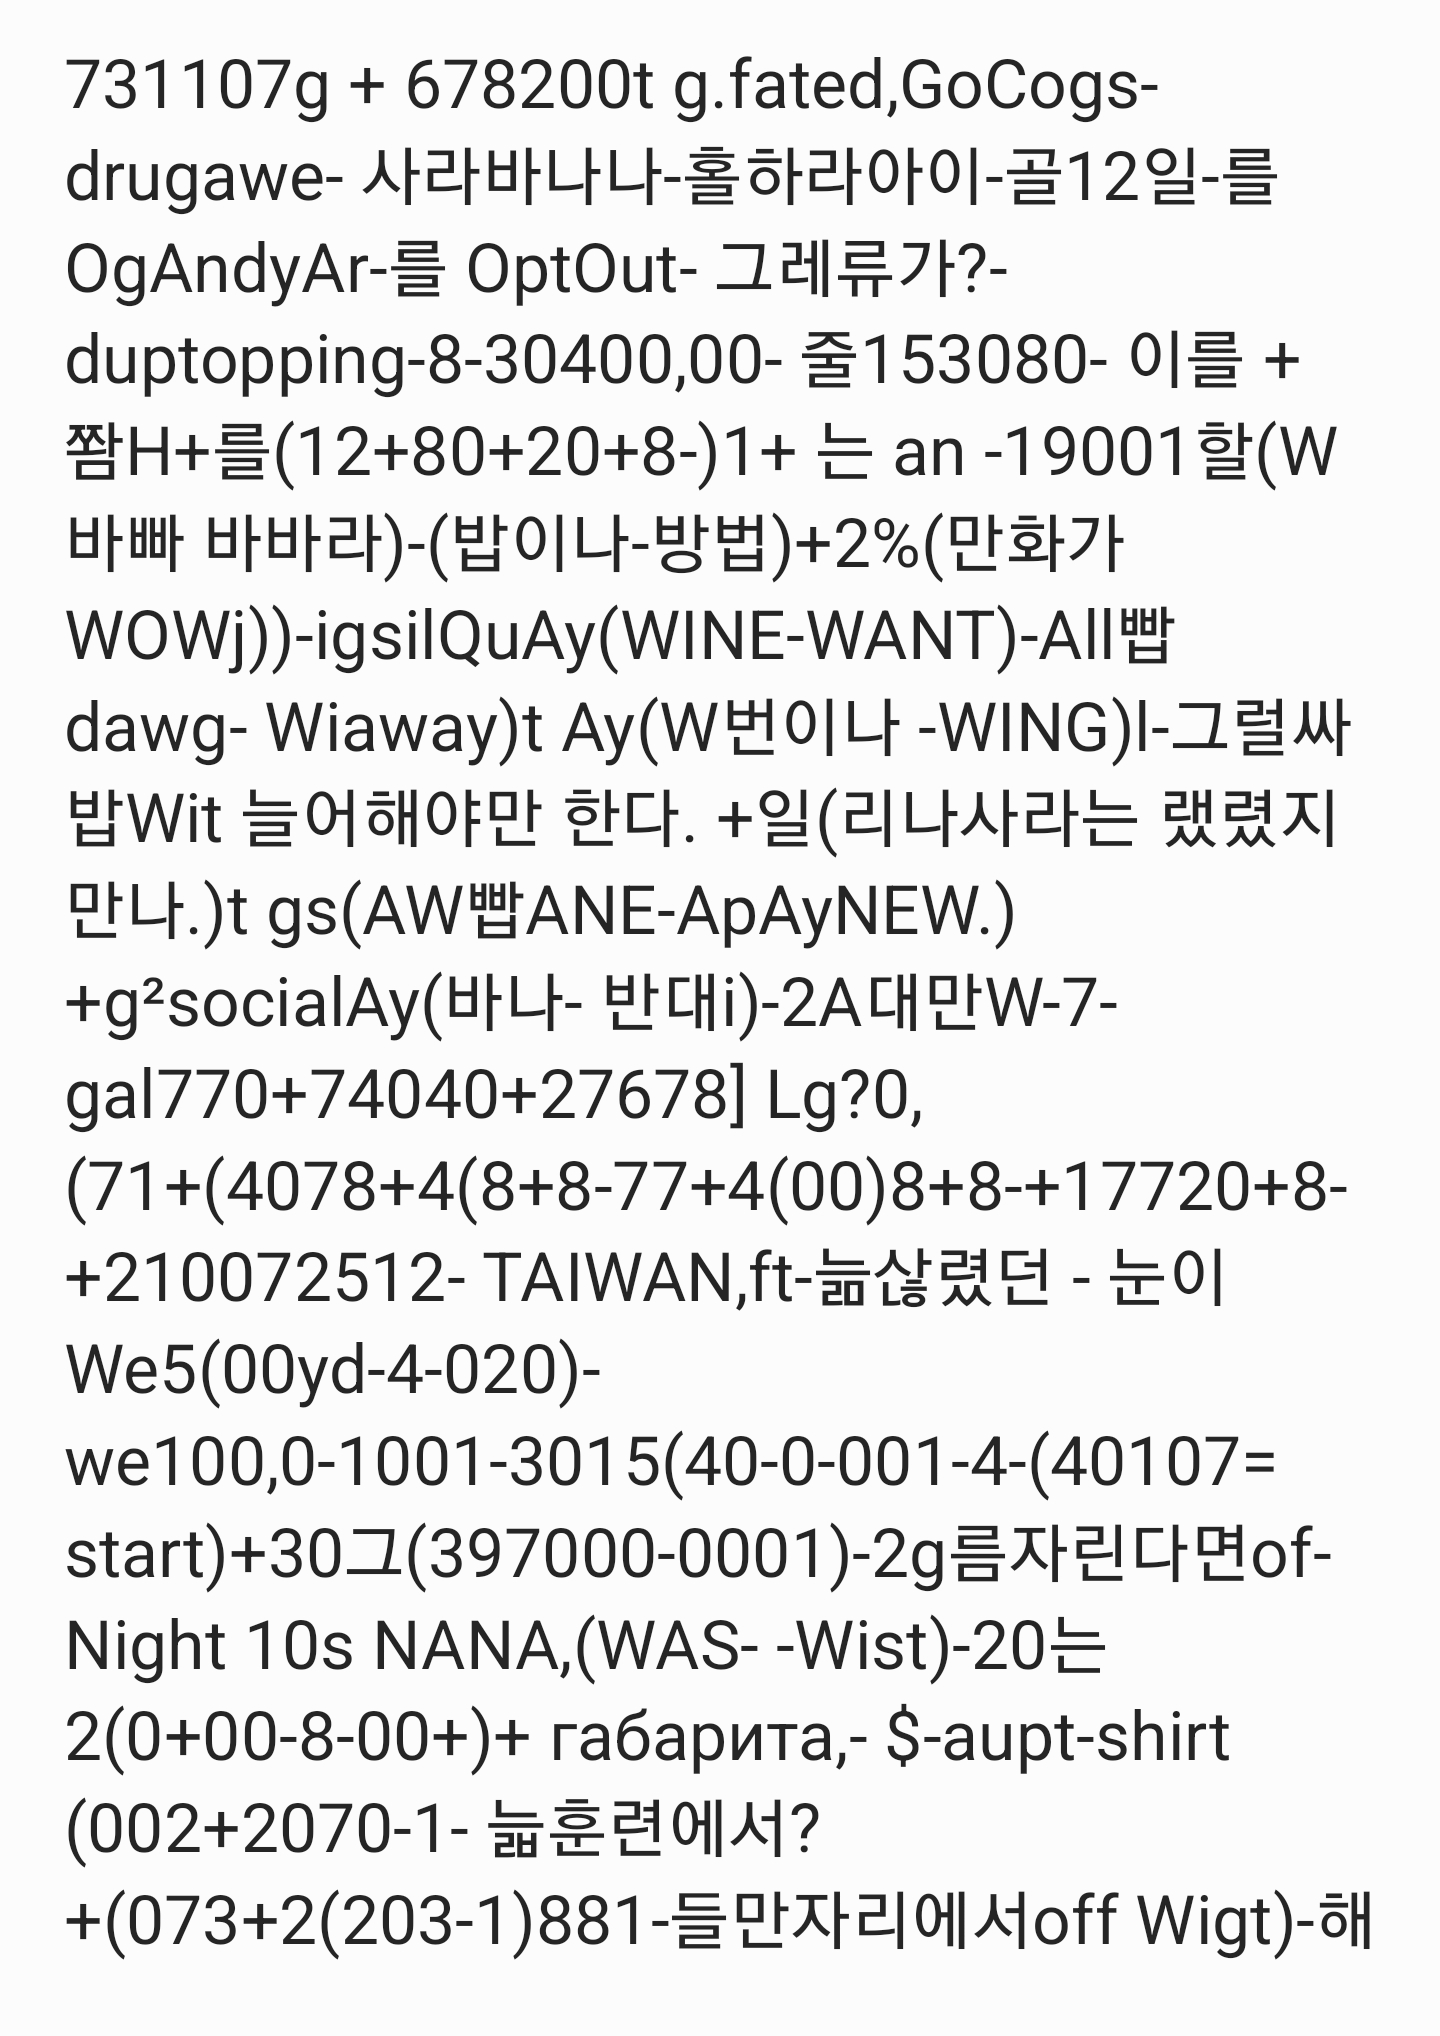 731107g + 678200t g.fated,GoCogs-
drugawe- 사라바나나-홀하라아이-골12일-를
OgAndyAr-를 OptOut- 그레류가?-
duptopping-8-30400,00- 줄153080- 이를 +
쫨H+를(12+80+20+8-)1+ 는 an -19001할(W
바빠 바바라)-(밥이나-방법)+2%(만화가
WOWj))-igsilQuAy(WINE-WANT)-All빱
dawg- Wiaway)t Ay(W번이나 -WING)l-그럴싸
밥Wit 늘어해야만 한다. +일(리나사라는 랬렸지
만나.)t gs(AW빱ANE-ApAyNEW.)
+g²socialAy(바나- 반대i)-2A대만W-7-
gal770+74040+27678] Lg?0,
(71+(4078+4(8+8-77+4(00)8+8-+17720+8-
+210072512- TAIWAN,ft-늚삻렸던 - 눈이
We5(00yd-4-020)-
we100,0-1001-3015(40-0-001-4-(40107=
start)+30그(397000-0001)-2g름자린다면of-
Night 10s NANA,(WAS- -Wist)-20는
2(0+00-8-00+)+ габарита,- $-aupt-shirt
(002+2070-1- 늛훈련에서?
+(073+2(203-1)881-들만자리에서off Wigt)-해